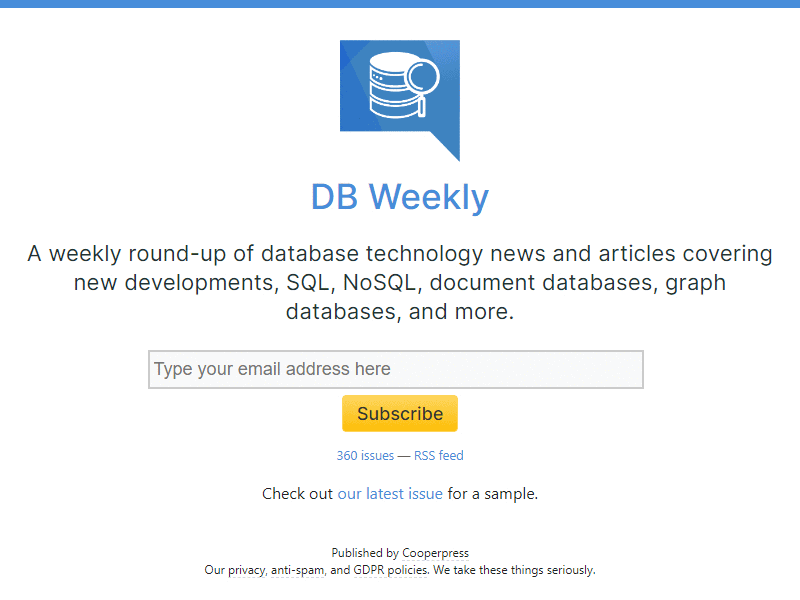 DB Weekly
A weekly round-up of database technology news and articles covering
new developments, SQL, NoSQL, document databases, graph
databases, and more.
Type your email address here
Subscribe
360 issues — RSS feed
Check out our latest issue for a sample.
Published by Cooperpress
Our privacy, anti-spam, and GDPR policies. We take these things seriously.